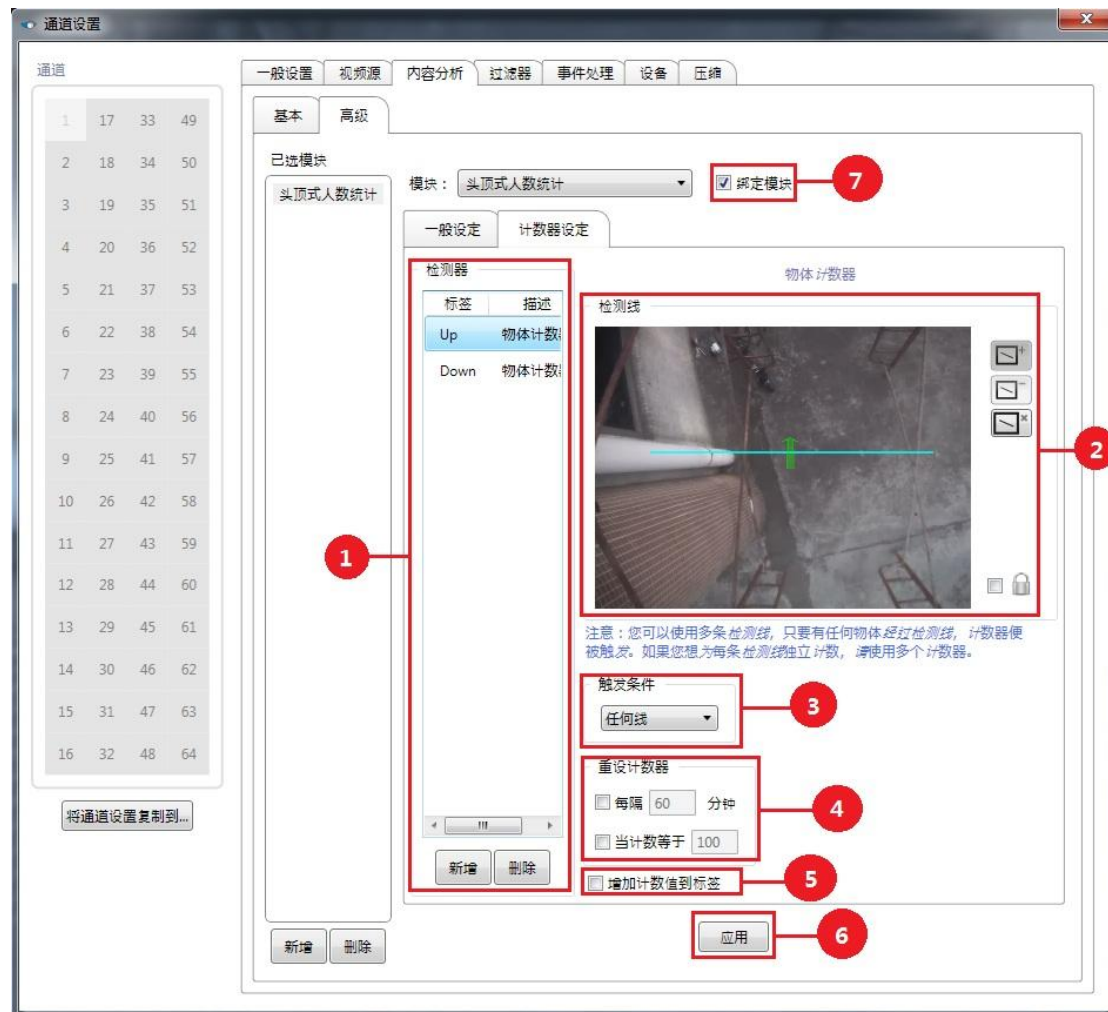 通道设置
x
通道
一般设置 视频源 内容分析 过滤器 事件处理 设备 压缩
基本 高级
1 17 33 49
2 18 34 50
3 19 35 51
4 20 36 52
5 21 37 53
6 22 38 54
7 23 39 55
8 24 40 56
9 25 41 57
10 26 42 58
11 27 43 59
12 28 44 60
13 29 45 61
14 30 46 62
15 31 47 63
16 32 48 64
将通道设置复制到...
已选模块
头顶式人数统计
新增 删除
模块： 头顶式人数统计 绑定模块 7
一般设定 计数器设定
检测器
标签 描述
Up 物体计数
Down 物体计数
1
新增 删除
物体计数器
检测线
2
注意：您可以使用多条检测线，只要有任何物体经过检测线，计数器便
被触发。如果您想为每条检测线独立计数，请使用多个计数器。
触发条件
任何线
3
重设计数器
每隔 60 分钟
当计数等于 100
4
增加计数值到标签 5
应用 6